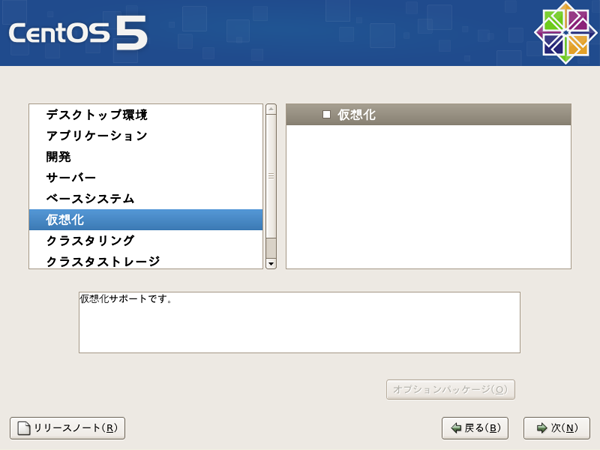 CentOS 5
デスクトップ環境
アプリケーション
開発
サーバー
ベースシステム
仮想化
クラスタリング
クラスタストレージ
仮想化
仮想化サポートです。
オプションパッケージ(O)
リリースノート(R)
戻る(B)
次(N)